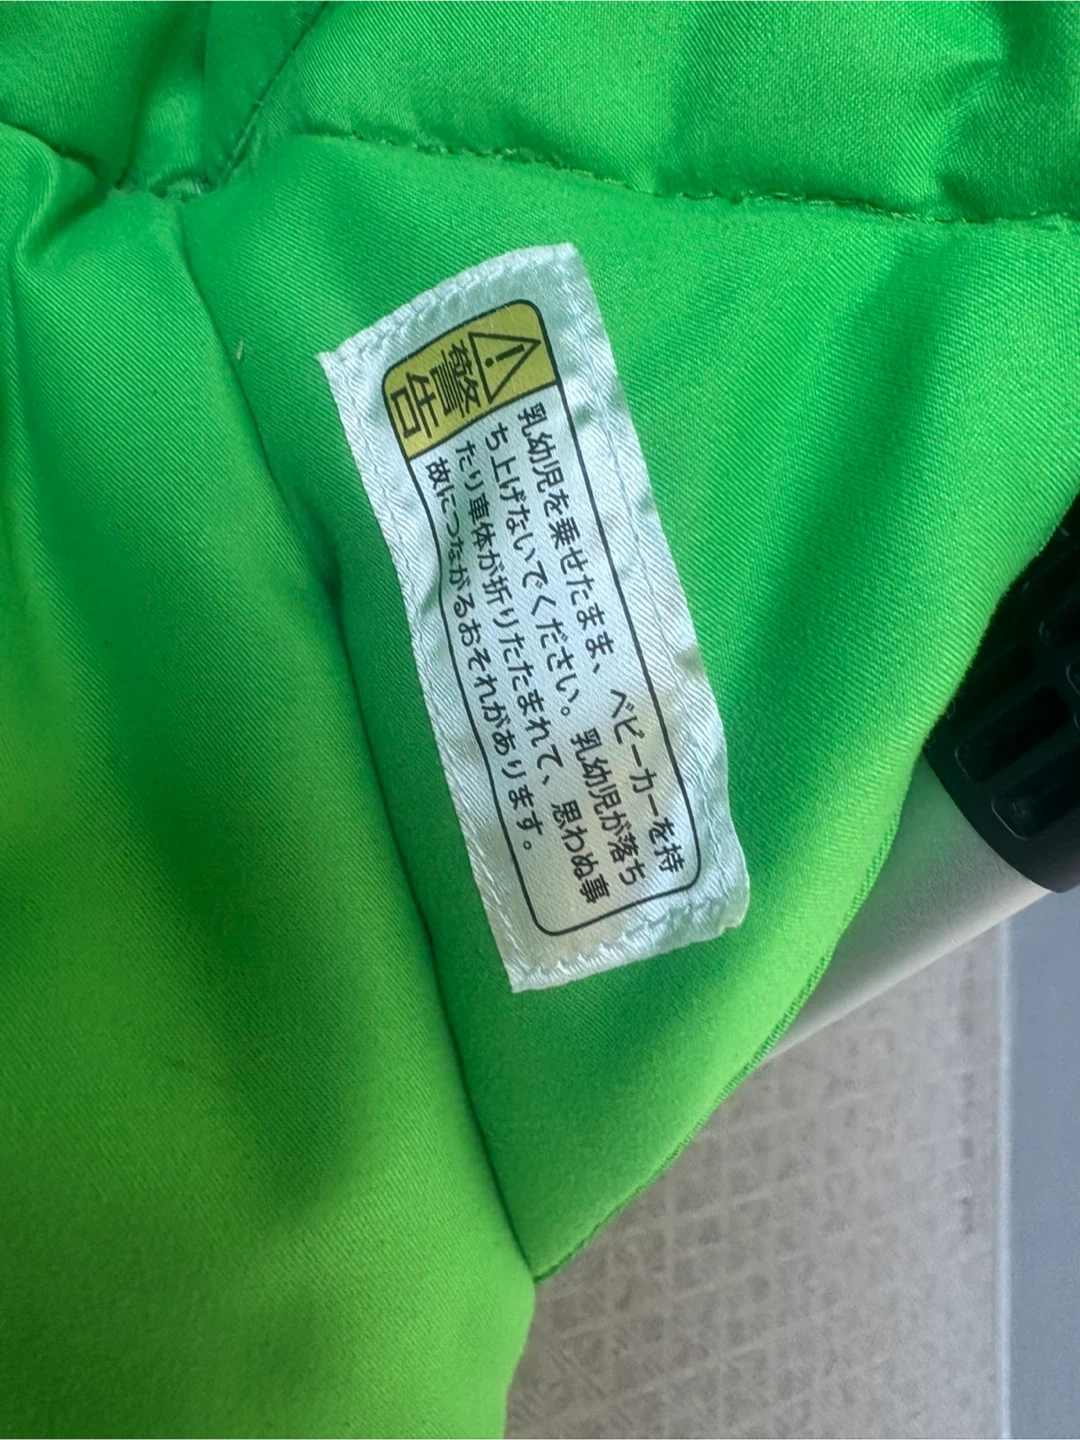 警告
乳幼児を乗せたまま、ベビーカーを持
ち上げないでください。乳幼児が落ち
たり車体が折りたたまれて、思わぬ事
故につながるおそれがあります。